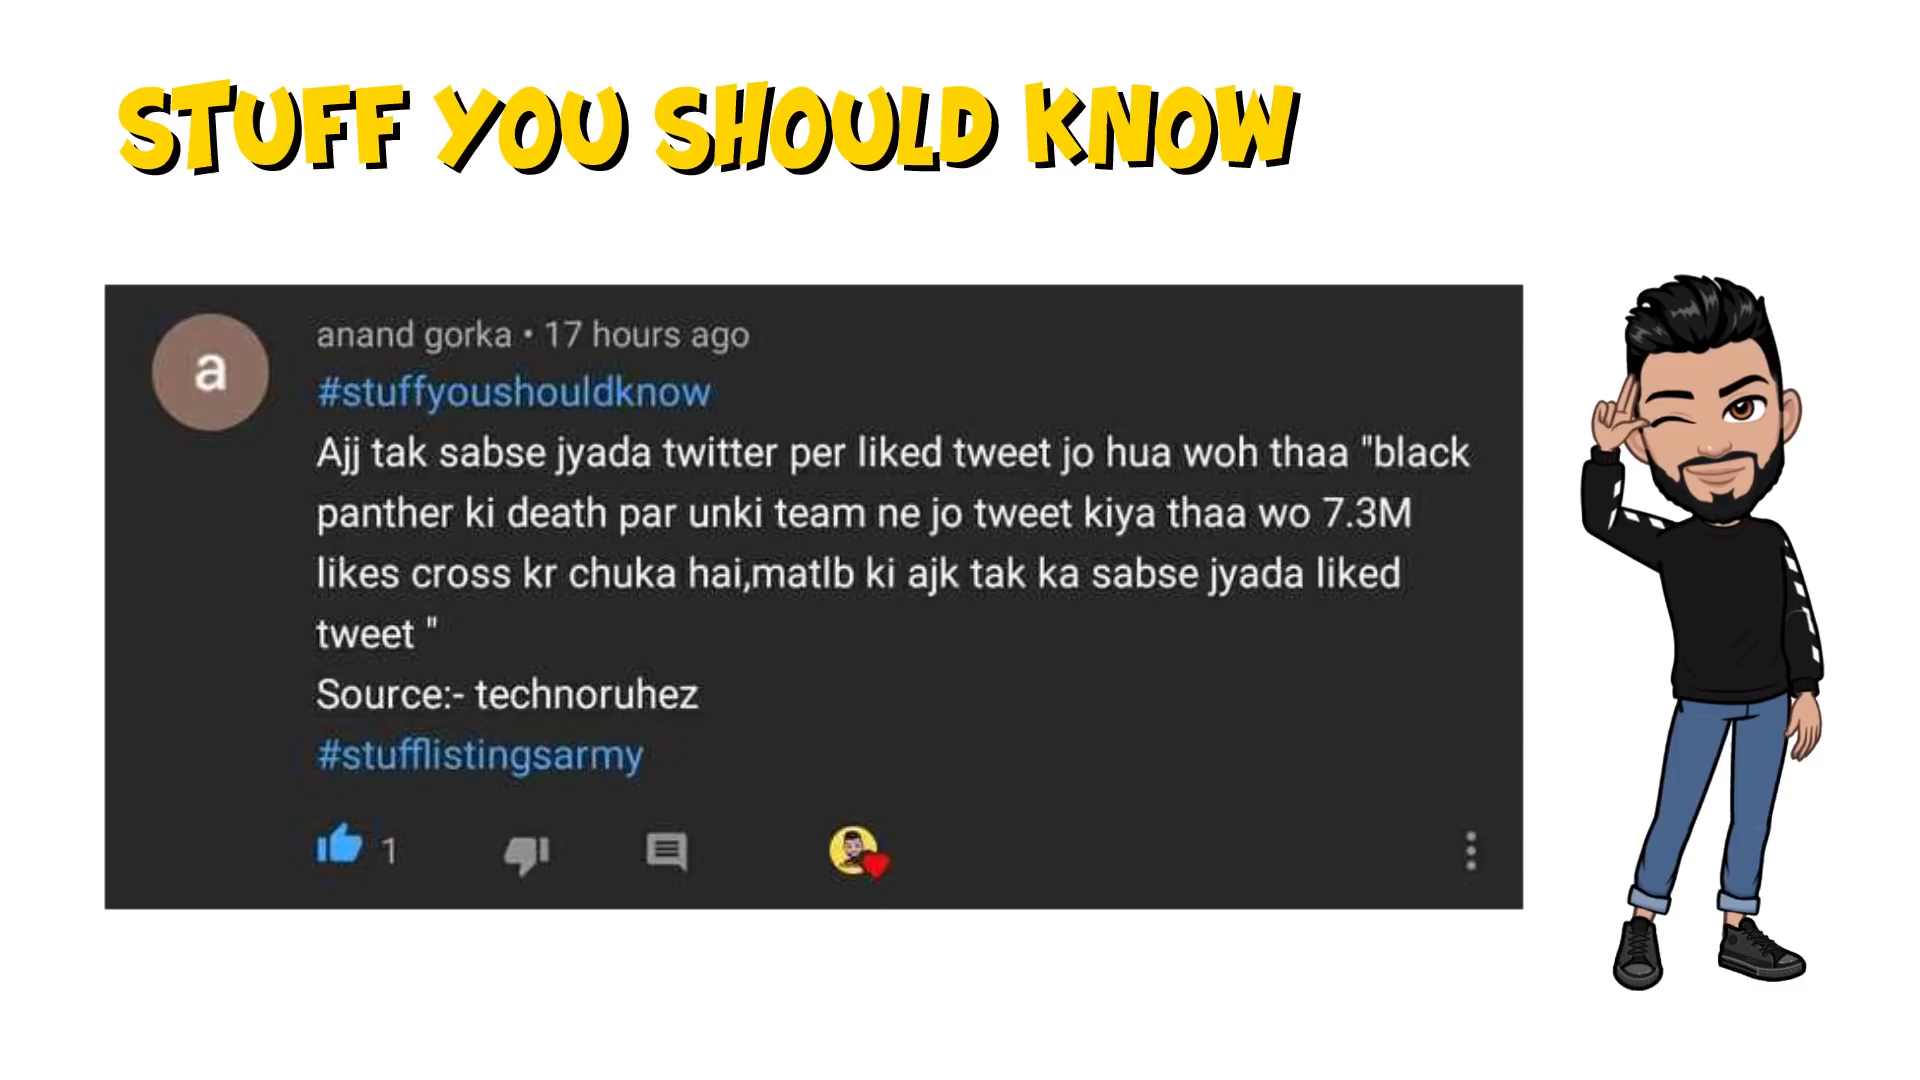 STUFF YOU SHOULD KNOW
a
anand gorka • 17 hours ago
#stuffyoushouldknow
Ajj tak sabse jyada twitter per liked tweet jo hua woh thaa "black
panther ki death par unki team ne jo tweet kiya thaa wo 7.3M
likes cross kr chuka hai,matlb ki ajk tak ka sabse jyada liked
tweet "
Source:- technoruhez
#stufflistingsarmy
1